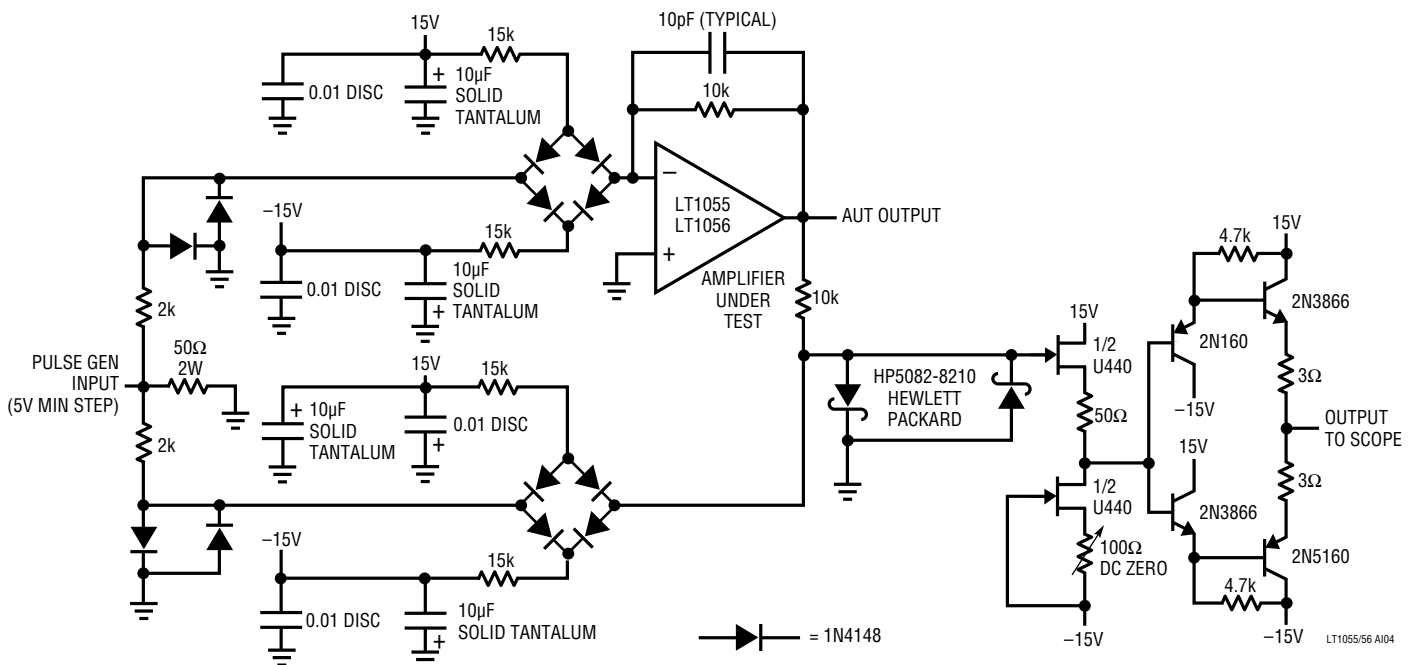 15V
15k
10pF (TYPICAL)
0.01 DISC
+
10µF
SOLID
TANTALUM
10k
–15V
15k
–
LT1055
LT1056
+
AUT OUTPUT
0.01 DISC
10µF
SOLID
TANTALUM
+
AMPLIFIER
UNDER
TEST
10k
2k
PULSE GEN
INPUT
(5V MIN STEP)
50Ω
2W
2k
15V
15k
+
10µF
SOLID
TANTALUM
0.01 DISC
+
HP5082-8210
HEWLETT
PACKARD
15V
1/2
U440
50Ω
1/2
U440
100Ω
DC ZERO
–15V
15V
4.7k
2N3866
2N160
–15V
3Ω
OUTPUT
TO SCOPE
15V
3Ω
2N3866
2N5160
4.7k
–15V
–15V
15k
0.01 DISC
10µF
SOLID TANTALUM
+
= 1N4148
LT1055/56 AI04